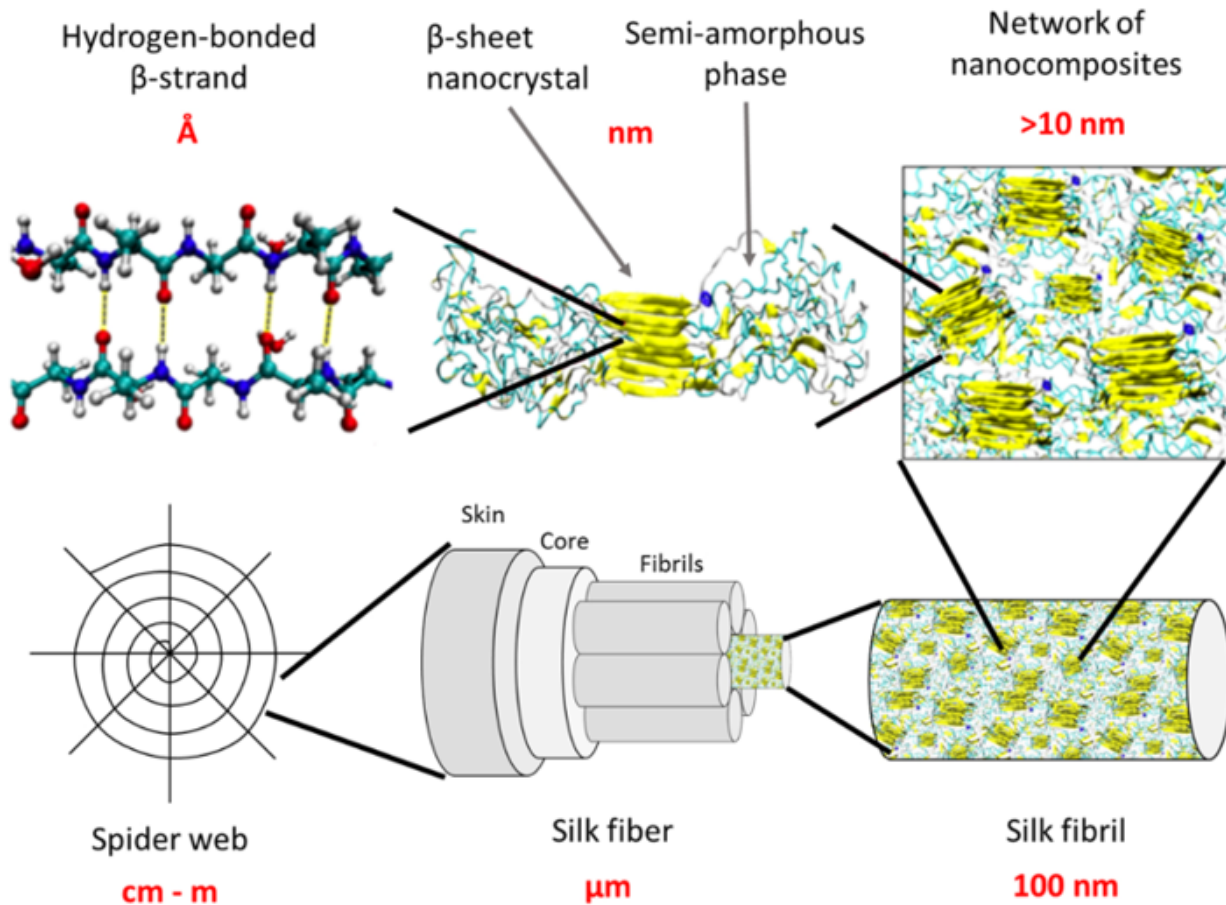 Hydrogen-bonded
β-strand
Å
β-sheet
nanocrystal
nm
Semi-amorphous
phase
Network of
nanocomposites
>10 nm
Skin
Core
Fibrils
Spider web
cm - m
Silk fiber
μm
Silk fibril
100 nm